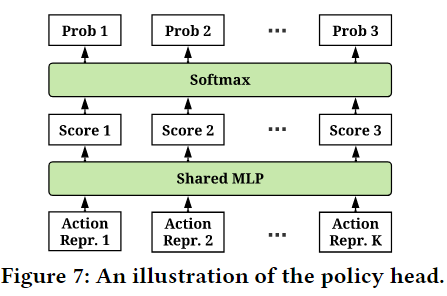 Prob 1 Prob 2 ... Prob 3
Softmax
Score 1 Score 2 ... Score 3
Shared MLP
Action Action Action
Repr. 1 Repr. 2 ... Repr. K
Figure 7: An illustration of the policy head.